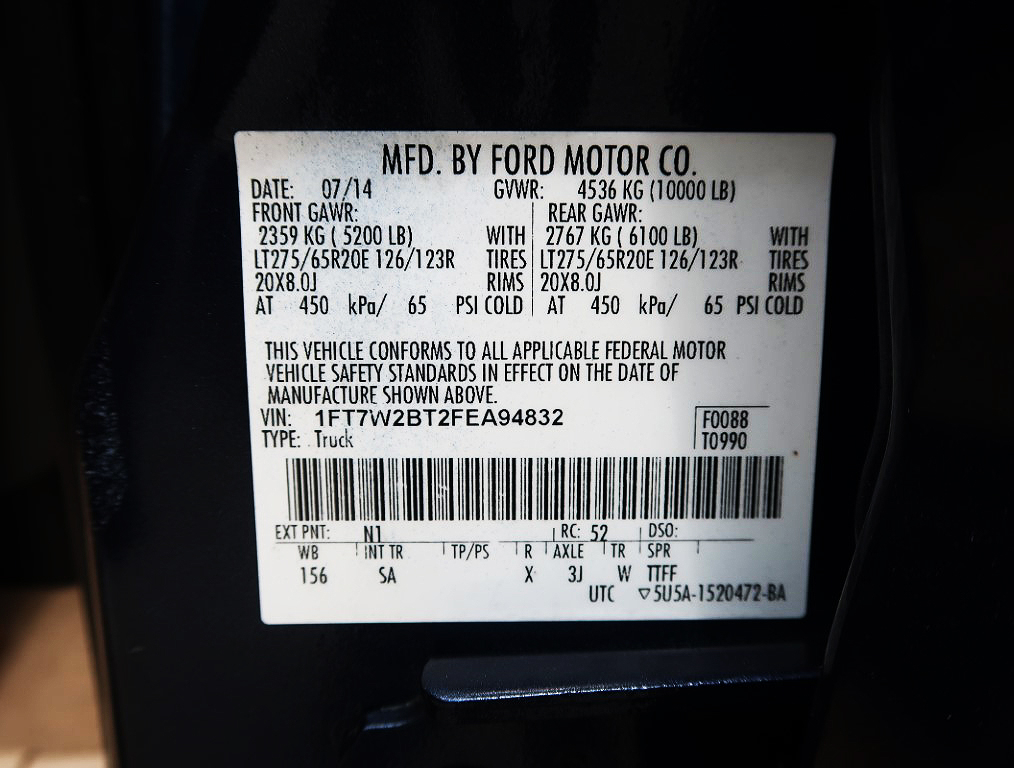 MFD. BY FORD MOTOR CO.
DATE: 07/14 GVWR: 4536 KG (10000 LB)
FRONT GAWR: REAR GAWR:
2359 KG ( 5200 LB) WITH 2767 KG ( 6100 LB) WITH
LT275/65R20E 126/123R TIRES LT275/65R20E 126/123R TIRES
20X8.0J RIMS 20X8.0J RIMS
AT 450 kPa/ 65 PSI COLD AT 450 kPa/ 65 PSI COLD
THIS VEHICLE CONFORMS TO ALL APPLICABLE FEDERAL MOTOR
VEHICLE SAFETY STANDARDS IN EFFECT ON THE DATE OF
MANUFACTURE SHOWN ABOVE.
VIN: 1FT7W2BT2FEA94832 F0088
TYPE: Truck T0990
EXT PNT: N1 RC: 52 DSO:
WB INT TR TP/PS R AXLE TR SPR
156 SA X 3J W TTFF
UTC ▽5U5A-1520472-BA